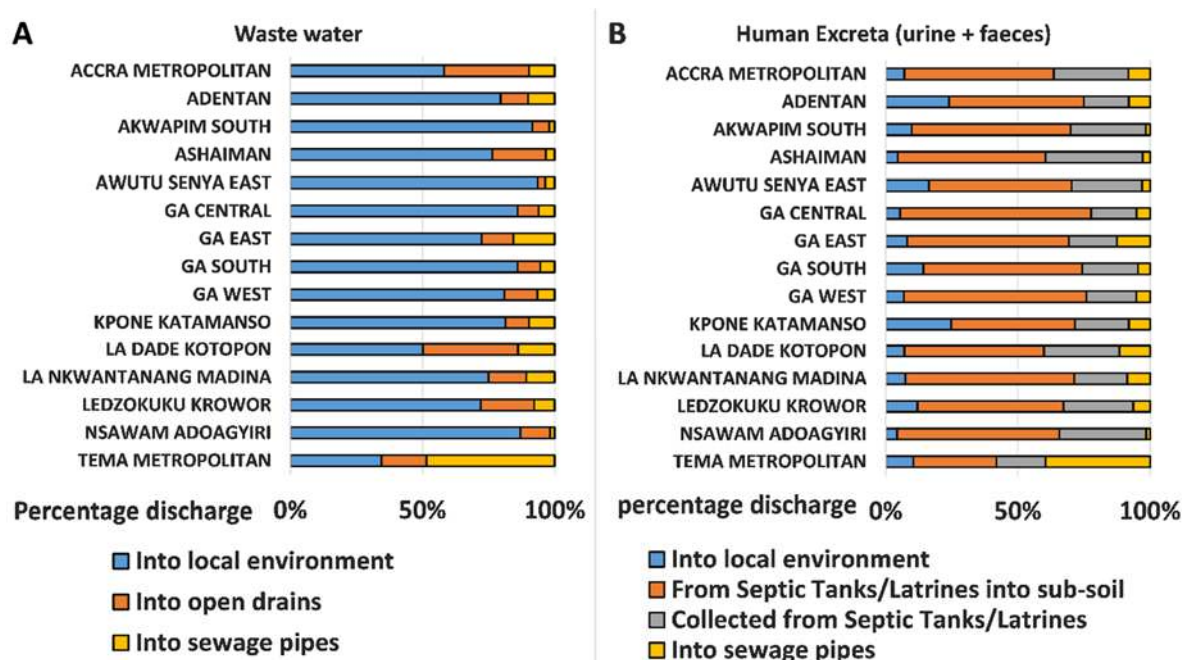 A
Waste water
ACCRA METROPOLITAN
ADENTAN
AKWAPIM SOUTH
ASHAIMAN
AWUTU SENYA EAST
GA CENTRAL
GA EAST
GA SOUTH
GA WEST
KPONE KATAMANSO
LA DADE KOTOPON
LA NKWANTANANG MADINA
LEDZOKUKU KROWOR
NSAWAM ADOAGYIRI
TEMA METROPOLITAN
Percentage discharge 0% 50% 100%
Into local environment
Into open drains
Into sewage pipes
B
Human Excreta (urine + faeces)
ACCRA METROPOLITAN
ADENTAN
AKWAPIM SOUTH
ASHAIMAN
AWUTU SENYA EAST
GA CENTRAL
GA EAST
GA SOUTH
GA WEST
KPONE KATAMANSO
LA DADE KOTOPON
LA NKWANTANANG MADINA
LEDZOKUKU KROWOR
NSAWAM ADOAGYIRI
TEMA METROPOLITAN
percentage discharge 0% 50% 100%
Into local environment
From Septic Tanks/Latrines into sub-soil
Collected from Septic Tanks/Latrines
Into sewage pipes